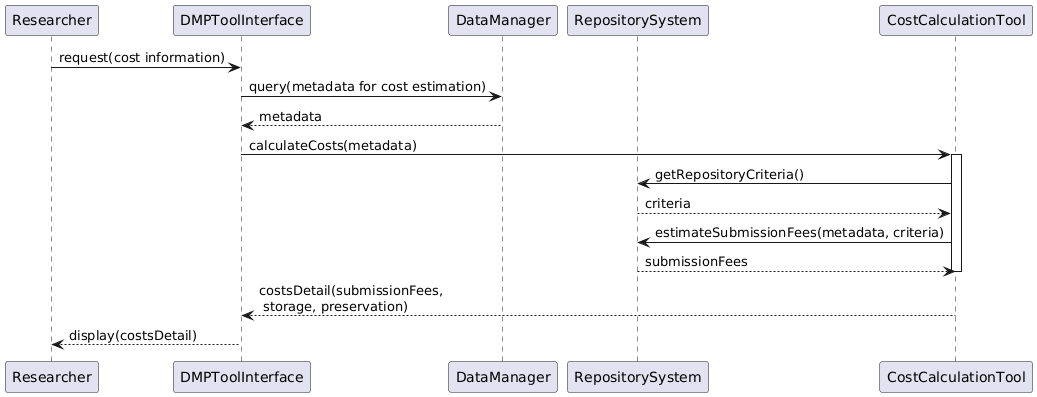 Researcher
DMPToolInterface
DataManager
RepositorySystem
CostCalculationTool
request(cost information)
query(metadata for cost estimation)
metadata
calculateCosts(metadata)
getRepositoryCriteria()
criteria
estimateSubmissionFees(metadata, criteria)
submissionFees
costsDetail(submissionFees,
storage, preservation)
display(costsDetail)
Researcher
DMPToolInterface
DataManager
RepositorySystem
CostCalculationTool